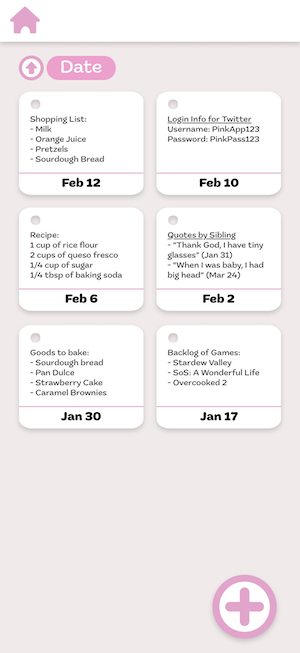 Date
Shopping List:
- Milk
- Orange Juice
- Pretzels
- Sourdough Bread
Feb 12
Login Info for Twitter
Username: PinkApp123
Password: PinkPass123
Feb 10
Recipe:
1 cup of rice flour
2 cups of queso fresco
1/4 cup of sugar
1/4 tbsp of baking soda
Feb 6
Quotes by Sibling
- “Thank God, I have tiny
glasses” (Jan 31)
- “When I was baby, I had
big head” (Mar 24)
Feb 2
Goods to bake:
- Sourdough bread
- Pan Dulce
- Strawberry Cake
- Caramel Brownies
Jan 30
Backlog of Games:
- Stardew Valley
- SoS: A Wonderful Life
- Overcooked 2
Jan 17